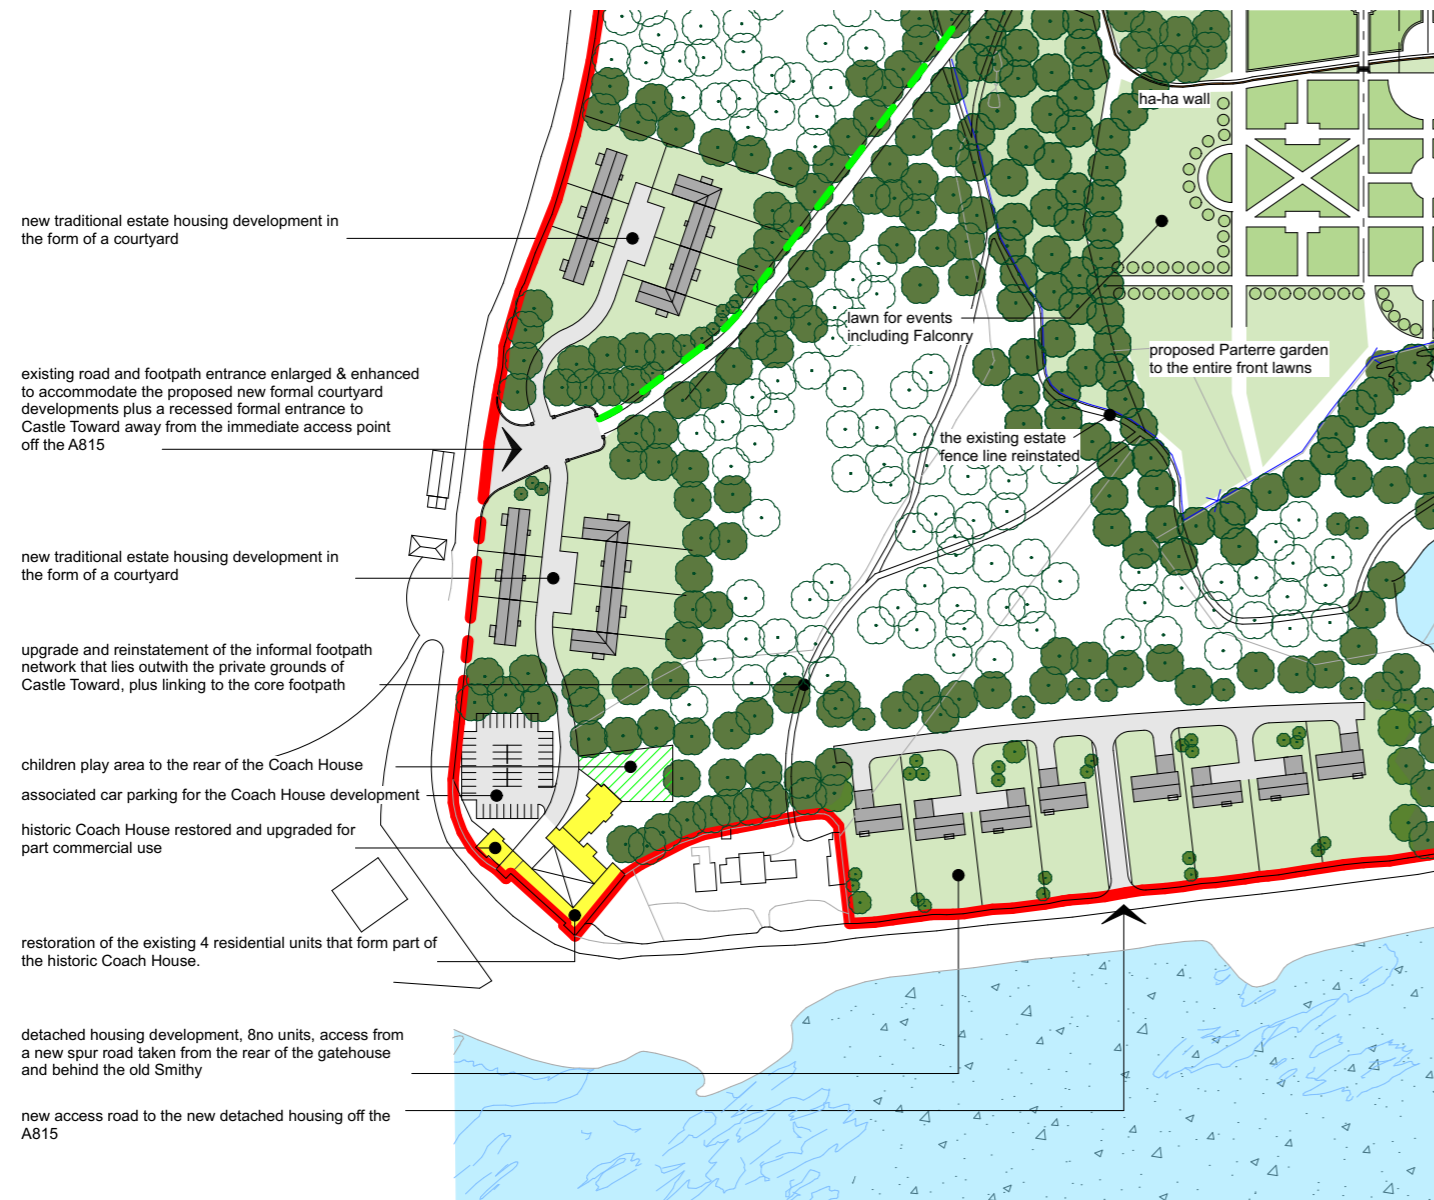 ha-ha wall
new traditional estate housing development in
the form of a courtyard
lawn for events
including Falconry
proposed Parterre garden
to the entire front lawns
existing road and footpath entrance enlarged & enhanced
to accommodate the proposed new formal courtyard
developments plus a recessed formal entrance to
Castle Toward away from the immediate access point
off the A815
the existing estate
fence line reinstated
new traditional estate housing development in
the form of a courtyard
upgrade and reinstatement of the informal footpath
network that lies outwith the private grounds of
Castle Toward, plus linking to the core footpath
children play area to the rear of the Coach House
associated car parking for the Coach House development
historic Coach House restored and upgraded for
part commercial use
restoration of the existing 4 residential units that form part of
the historic Coach House.
detached housing development, 8no units, access from
a new spur road taken from the rear of the gatehouse
and behind the old Smithy
new access road to the new detached housing off the
A815